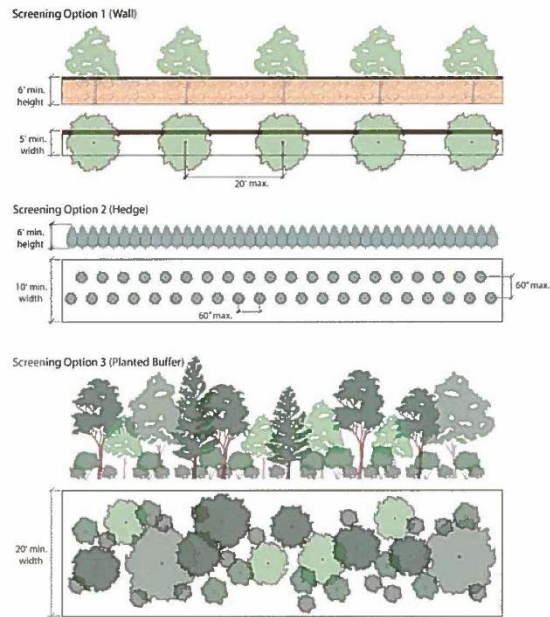 Screening Option 1 (Wall)
6' min.
height
5' min.
width
20' max.
Screening Option 2 (Hedge)
6' min.
height
10' min.
width
60" max.
60" max.
Screening Option 3 (Planted Buffer)
20' min.
width